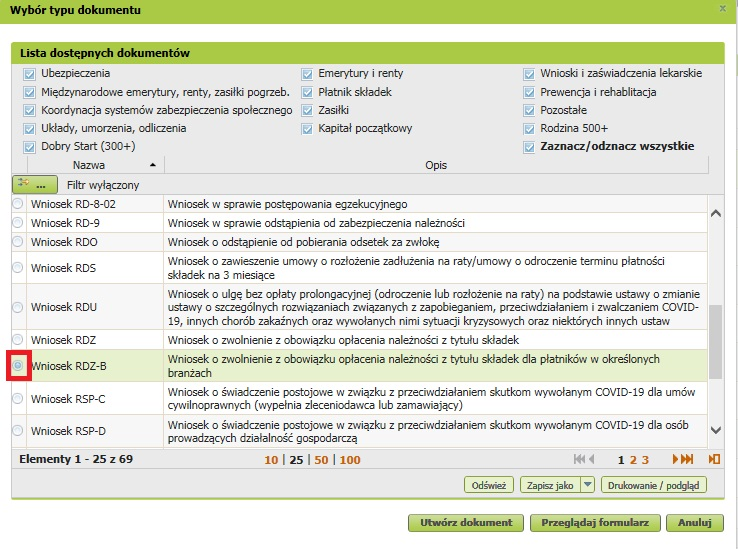 Wybór typu dokumentu
x
Lista dostępnych dokumentów
Ubezpieczenia
Emerytury i renty
Wnioski i zaświadczenia lekarskie
Międzynarodowe emerytury, renty, zasiłki pogrzeb.
Płatnik składek
Prewencja i rehablitacja
Koordynacja systemów zabezpieczenia społecznego
Zasiłki
Pozostałe
Układy, umorzenia, odliczenia
Kapitał początkowy
Rodzina 500+
Dobry Start (300+)
Zaznacz/odznacz wszystkie
Nazwa
Opis
...
Filtr wyłączony
Wniosek RD-8-02
Wniosek w sprawie postępowania egzekucyjnego
Wniosek RD-9
Wniosek w sprawie odstąpienia od zabezpieczenia należności
Wniosek RDO
Wniosek o odstąpienie od pobierania odsetek za zwłokę
Wniosek RDS
Wniosek o zawieszenie umowy o rozłożenie zadłużenia na raty/umowy o odroczenie terminu płatności
składek na 3 miesiące
Wniosek RDU
Wniosek o ulgę bez opłaty prolongacyjnej (odroczenie lub rozłożenie na raty) na podstawie ustawy o zmianie
ustawy o szczególnych rozwiązaniach związanych z zapobieganiem, przeciwdziałaniem i zwalczaniem COVID-
19, innych chorób zakaźnych oraz wywołanych nimi sytuacji kryzysowych oraz niektórych innych ustaw
Wniosek RDZ
Wniosek o zwolnienie z obowiązku opłacenia należności z tytułu składek
Wniosek RDZ-B
Wniosek o zwolnienie z obowiązku opłacenia należności z tytułu składek dla płatników w określonych
branżach
Wniosek RSP-C
Wniosek o świadczenie postojowe w związku z przeciwdziałaniem skutkom wywołanym COVID-19 dla umów
cywilnoprawnych (wypełnia zleceniodawca lub zamawiający)
Wniosek RSP-D
Wniosek o świadczenie postojowe w związku z przeciwdziałaniem skutkom wywołanym COVID-19 dla osób
prowadzących działalność gospodarczą
Elementy 1 - 25 z 69
10 | 25 | 50 | 100
1 2 3
Odśwież
Zapisz jako
Drukowanie / podgląd
Utwórz dokument
Przeglądaj formularz
Anuluj